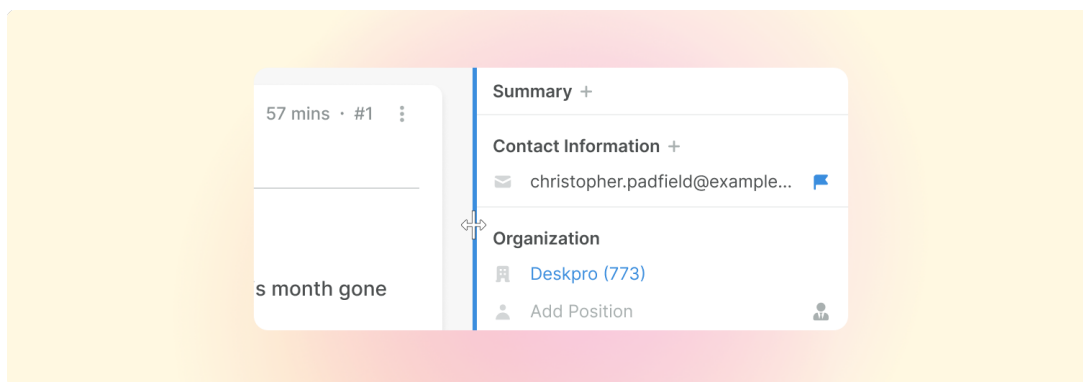 57 mins · #1
s month gone
Summary +
Contact Information +
christopher.padfield@example...
Organization
Deskpro (773)
Add Position